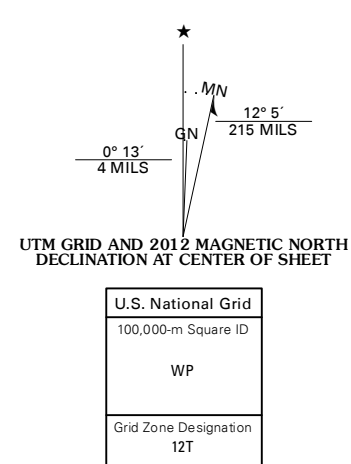 ★
MN
GN
12° 5´
215 MILS
0° 13´
4 MILS
UTM GRID AND 2012 MAGNETIC NORTH
DECLINATION AT CENTER OF SHEET
U.S. National Grid
100,000-m Square ID
WP
Grid Zone Designation
12T